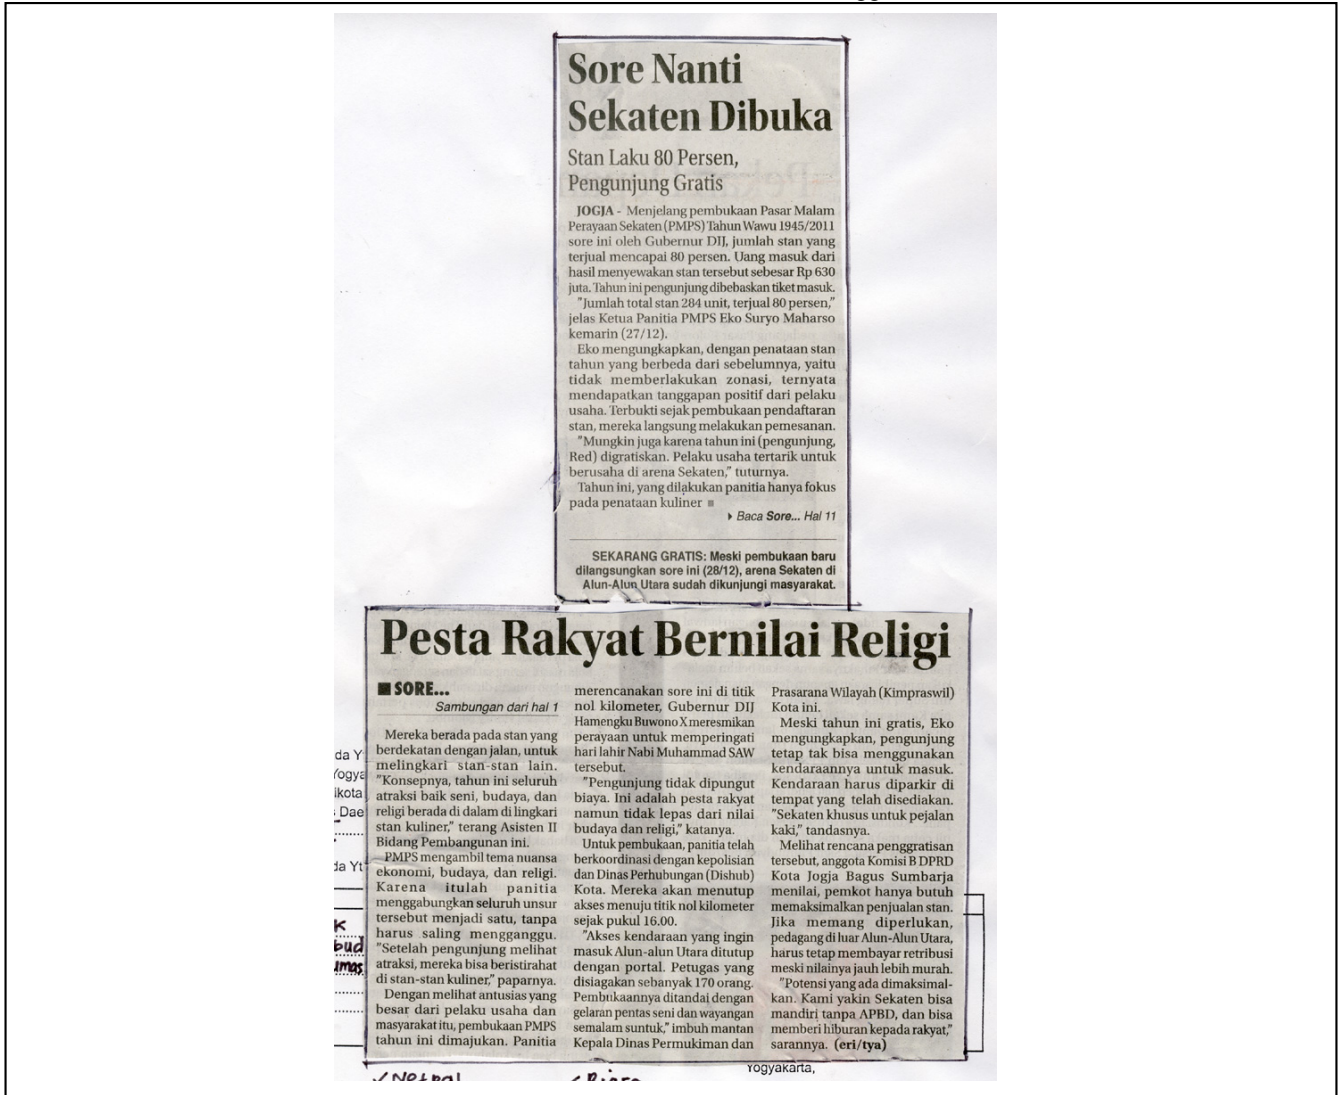 Sore Nanti
Sekaten Dibuka
Stan Laku 80 Persen,
Pengunjung Gratis
JOGJA - Menjelang pembukaan Pasar Malam
Perayaan Sekaten (PMPS) Tahun Wawu 1945/2011
sore ini oleh Gubernur DIJ, jumlah stan yang
terjual mencapai 80 persen. Uang masuk dari
hasil menyewakan stan tersebut sebesar Rp 630
juta. Tahun ini pengunjung dibebaskan tiket masuk.
"Jumlah total stan 284 unit, terjual 80 persen,"
jelas Ketua Panitia PMPS Eko Suryo Maharso
kemarin (27/12).
Eko mengungkapkan, dengan penataan stan
tahun yang berbeda dari sebelumnya, yaitu
tidak memberlakukan zonasi, ternyata
mendapatkan tanggapan positif dari pelaku
usaha. Terbukti sejak pembukaan pendaftaran
stan, mereka langsung melakukan pemesanan.
"Mungkin juga karena tahun ini (pengunjung,
Red) digratiskan. Pelaku usaha tertarik untuk
berusaha di arena Sekaten," tuturnya.
Tahun ini, yang dilakukan panitia hanya fokus
pada penataan kuliner
Baca Sore... Hal 11
SEKARANG GRATIS: Meski pembukaan baru
dilangsungkan sore ini (28/12), arena Sekaten di
Alun-Alun Utara sudah dikunjungi masyarakat.
Pesta Rakyat Bernilai Religi
SORE...
Sambungan dari hal 1
Mereka berada pada stan yang
berdekatan dengan jalan, untuk
melingkari stan-stan lain.
"Konsepnya, tahun ini seluruh
atraksi baik seni, budaya, dan
religi berada di dalam di lingkari
stan kuliner," terang Asisten II
Bidang Pembangunan ini.
PMPS mengambil tema nuansa
ekonomi, budaya, dan religi.
Karena itulah panitia
menggabungkan seluruh unsur
tersebut menjadi satu, tanpa
harus saling mengganggu.
"Setelah pengunjung melihat
atraksi, mereka bisa beristirahat
di stan-stan kuliner," paparnya.
Dengan melihat antusias yang
besar dari pelaku usaha dan
masyarakat itu, pembukaan PMPS
tahun ini dimajukan. Panitia
merencanakan sore ini di titik
nol kilometer, Gubernur DIJ
Hamengku Buwono X meresmikan
perayaan untuk memperingati
hari lahir Nabi Muhammad SAW
tersebut.
"Pengunjung tidak dipungut
biaya. Ini adalah pesta rakyat
namun tidak lepas dari nilai
budaya dan religi," katanya.
Untuk pembukaan, panitia telah
berkoordinasi dengan kepolisian
dan Dinas Perhubungan (Dishub)
Kota. Mereka akan menutup
akses menuju titik nol kilometer
sejak pukul 16.00.
"Akses kendaraan yang ingin
masuk Alun-alun Utara ditutup
dengan portal. Petugas yang
disiagakan sebanyak 170 orang.
Pembukaannya ditandai dengan
gelaran pentas seni dan wayangan
semalam suntuk," imbuh mantan
Kepala Dinas Permukiman dan
Prasarana Wilayah (Kimpraswil)
Kota ini.
Meski tahun ini gratis, Eko
mengungkapkan, pengunjung
tetap tak bisa menggunakan
kendaraannya untuk masuk.
Kendaraan harus diparkir di
tempat yang telah disediakan.
"Sekaten khusus untuk pejalan
kaki," tandasnya.
Melihat rencana penggratisan
tersebut, anggota Komisi B DPRD
Kota Jogja Bagus Sumbarja
menilai, pemkot hanya butuh
memaksimalkan penjualan stan.
Jika memang diperlukan,
pedagang di luar Alun-Alun Utara,
harus tetap membayar retribusi
meski nilainya jauh lebih murah.
"Potensi yang ada dimaksimal-
kan. Kami yakin Sekaten bisa
mandiri tanpa APBD, dan bisa
memberi hiburan kepada rakyat,"
sarannya. (eri/tya)
da Y
Yogya
ikota
Dae
da Yt
K
bud
umas
Yogyakarta,
✓ Netral